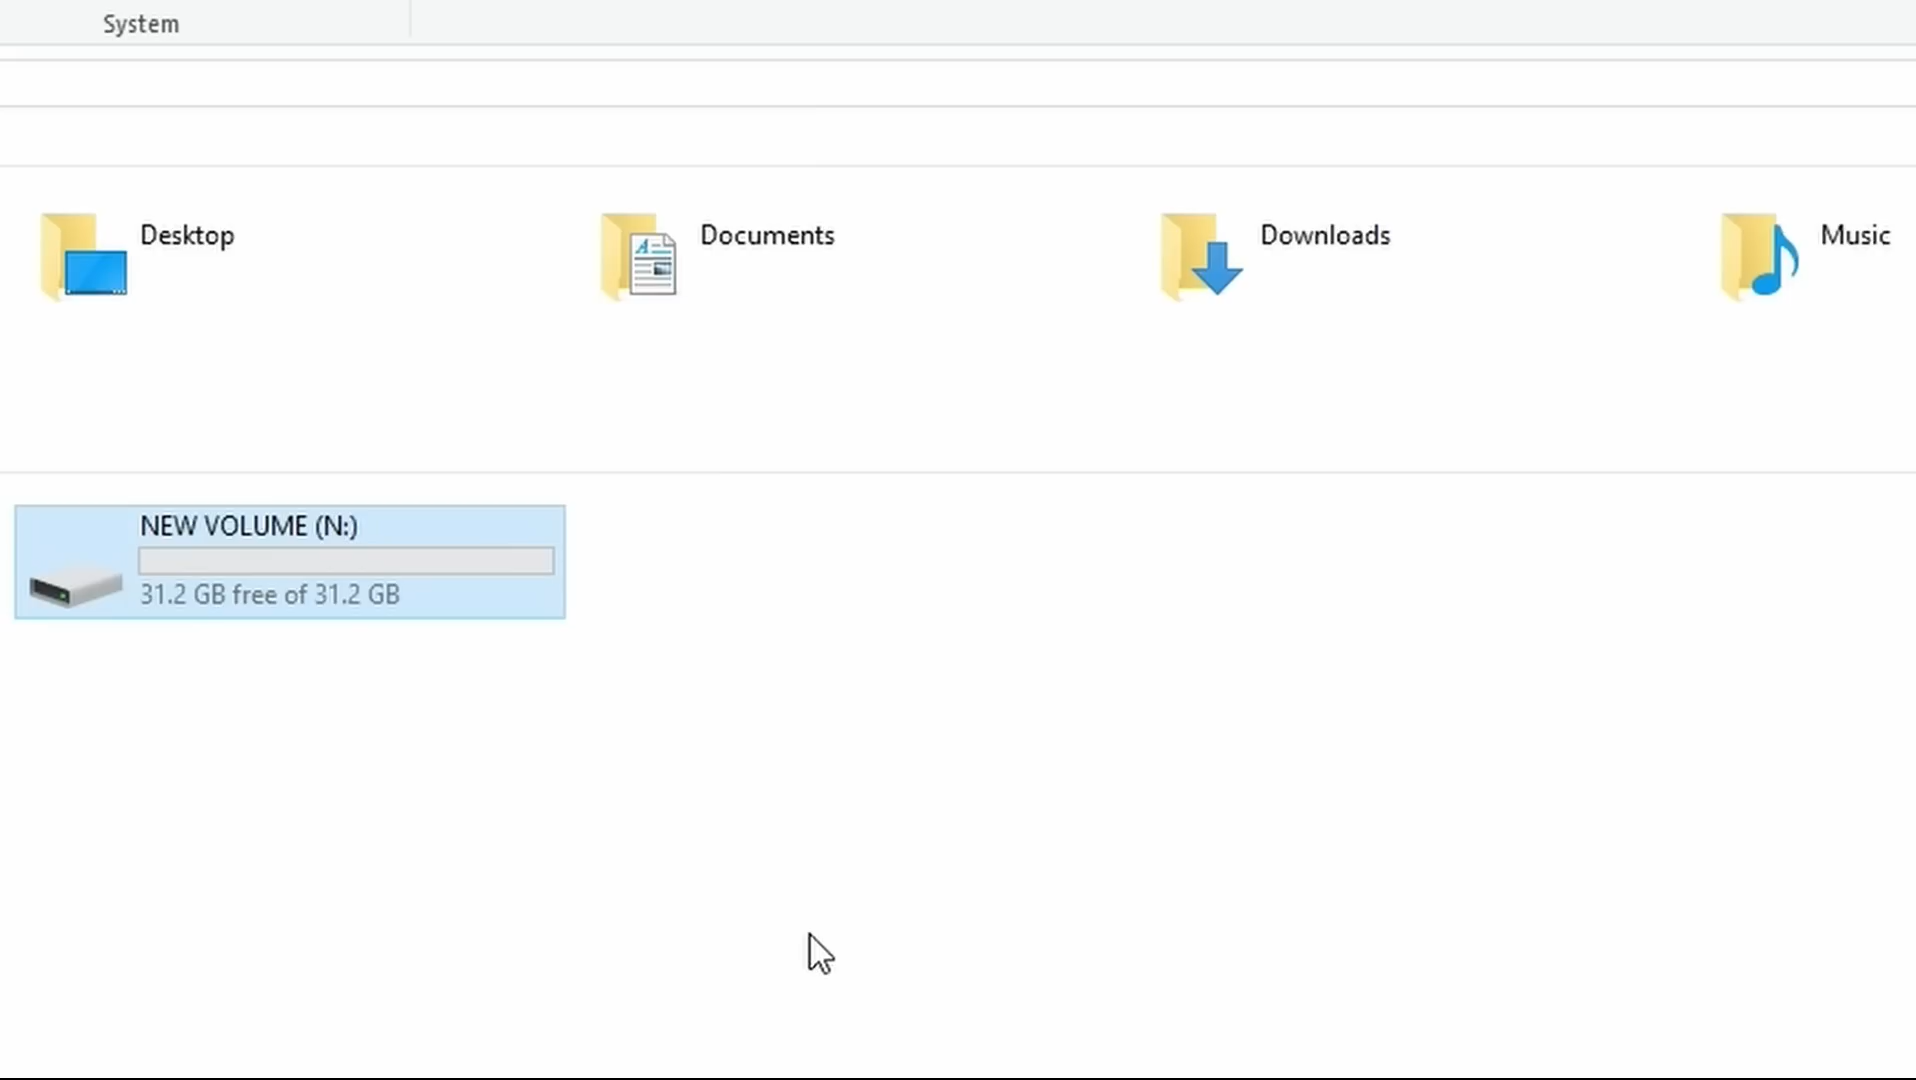 System
Desktop
Documents
Downloads
Music
NEW VOLUME (N:)
31.2 GB free of 31.2 GB